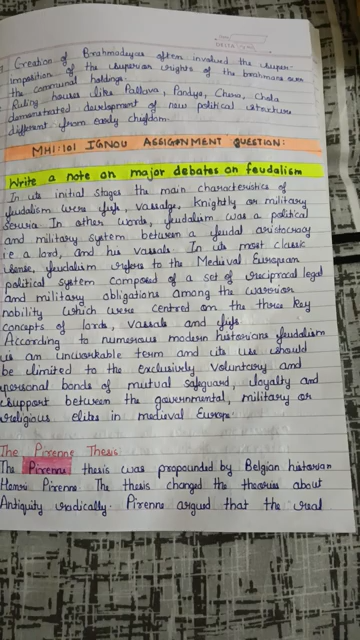 Creation of Brahmadeyas often involved the super-
imposition of the superior rights of the brahmans over
the communal holdings.
Ruling houses like Pallava, Pandya, Chera, Chola
demonstrated development of new political structure
different from early chiefdom.
MHI:101 IGNOU ASSIGNMENT QUESTION:
Write a note on major debates on feudalism
In its initial stages the main characteristics of
feudalism were fiefs, vassalage, knightly or military
service In other words, feudalism was a political
and military system between a feudal aristocracy
i.e a lord, and his vassals In its most classic
sense, feudalism refers to the Medieval European
political system composed of a set of reciprocal legal
and military obligations among the warrior
nobility which were centred on the three key
concepts of lords, vassals and fiefs
According to numerous modern historians feudalism
is an unworkable term and its use should
be limited to the exclusively voluntary and
personal bonds of mutual safeguard, loyalty and
support between the governmental, military or
religious elites in medieval Europe.
The Pirenne Thesis
The Pirenne thesis was propounded by Belgian historian
Henri Pirenne. The thesis changed the theories about
Antiquity radically. Pirenne argued that the real